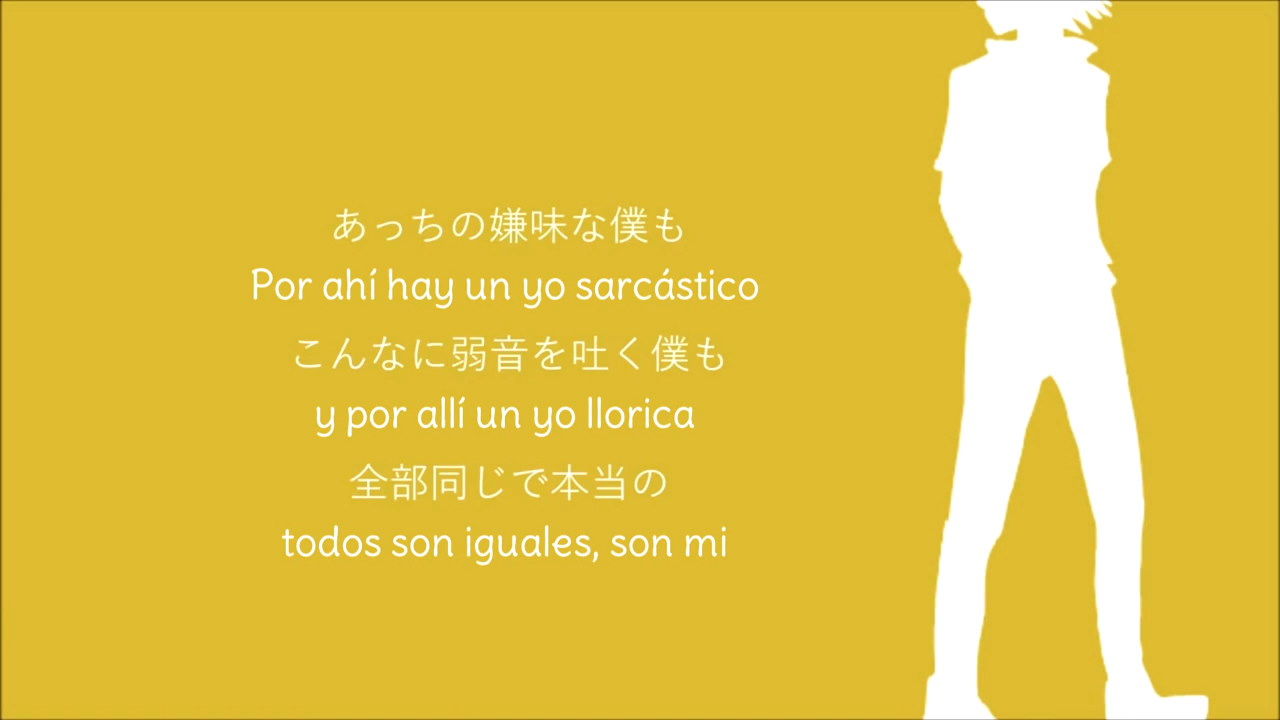 あっちの嫌味な僕も
Por ahí hay un yo sarcástico
こんなに弱音を吐く僕も
y por allí un yo llorica
全部同じで本当の
todos son iguales, son mi